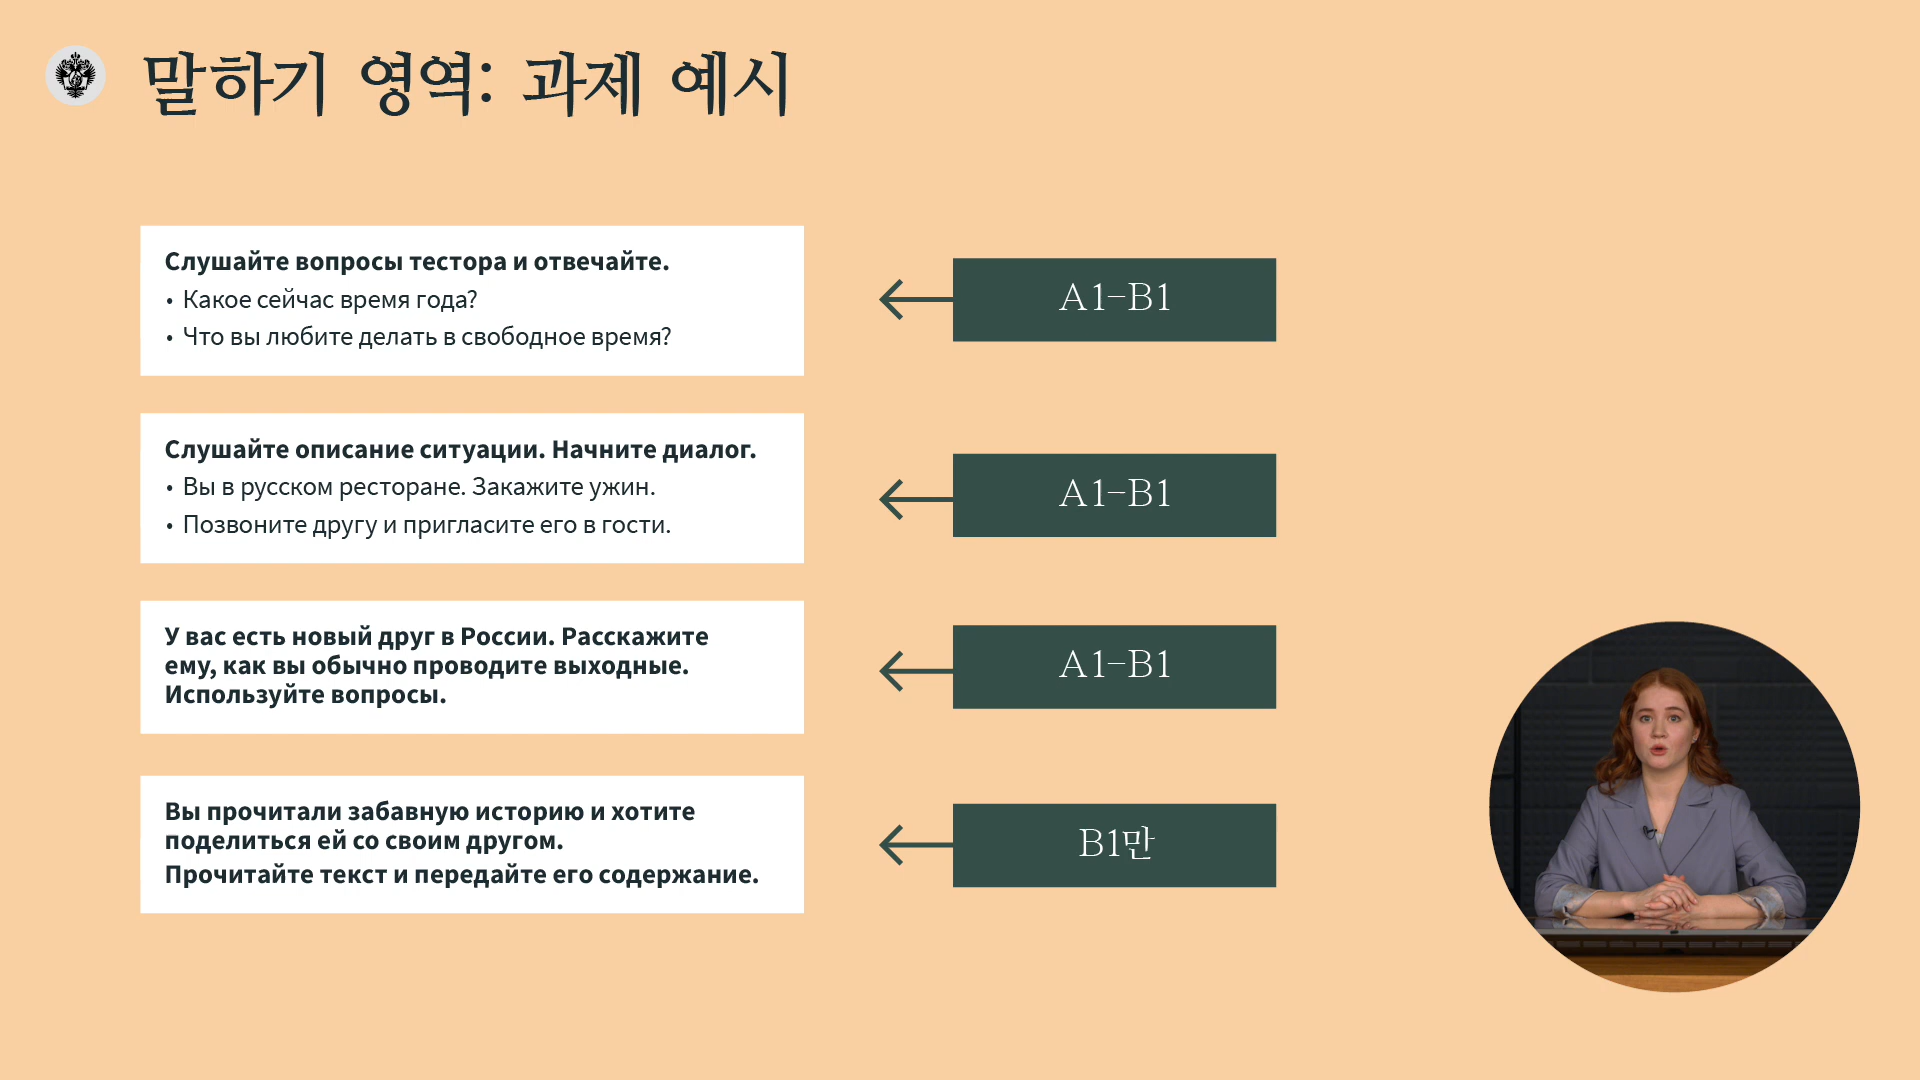 말하기 영역: 과제 예시
Слушайте вопросы тестора и отвечайте.
• Какое сейчас время года?
• Что вы любите делать в свободное время?
A1–B1
Слушайте описание ситуации. Начните диалог.
• Вы в русском ресторане. Закажите ужин.
• Позвоните другу и пригласите его в гости.
A1–B1
У вас есть новый друг в России. Расскажите
ему, как вы обычно проводите выходные.
Используйте вопросы.
A1–B1
Вы прочитали забавную историю и хотите
поделиться ей со своим другом.
Прочитайте текст и передайте его содержание.
B1만